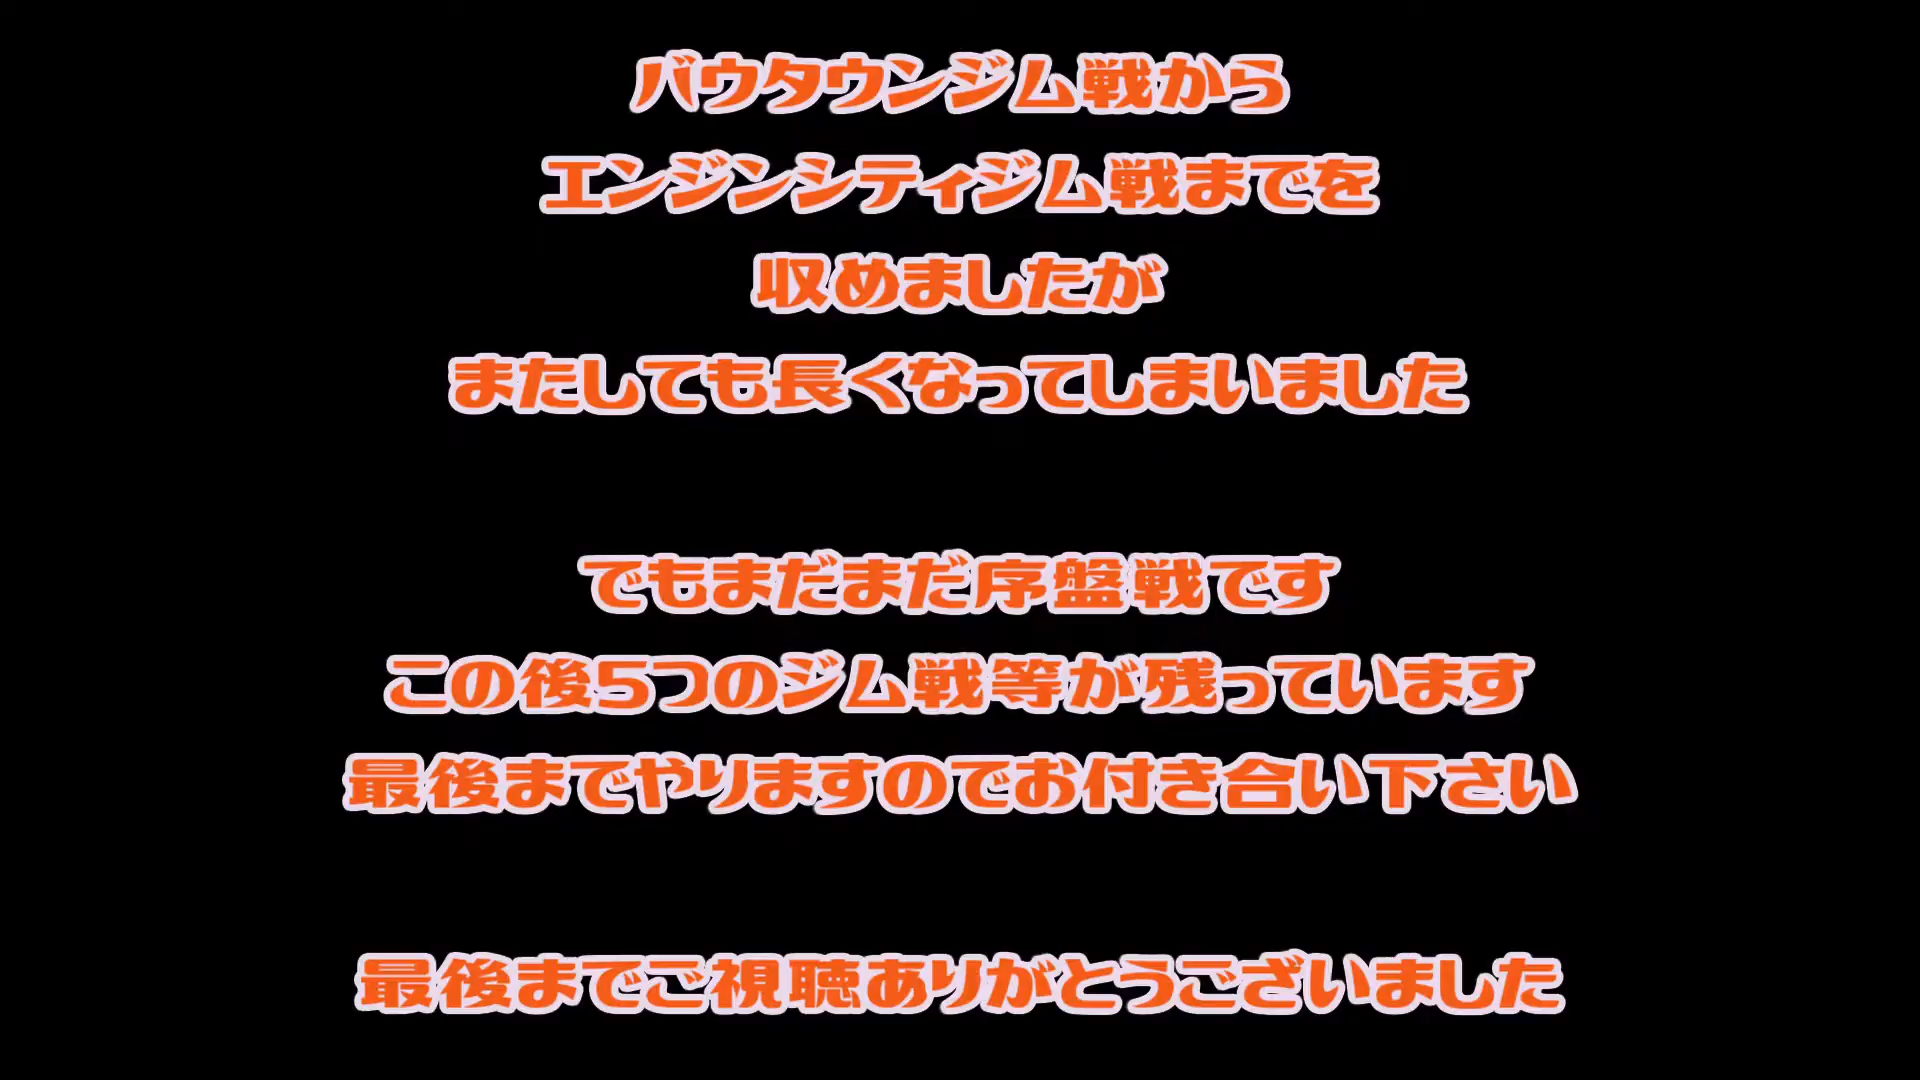 バウタウンジム戦から
エンジンシティジム戦までを
収めましたが
またしても長くなってしまいました
でもまだまだ序盤戦です
この後5つのジム戦等が残っています
最後までやりますのでお付き合い下さい
最後までご視聴ありがとうございました